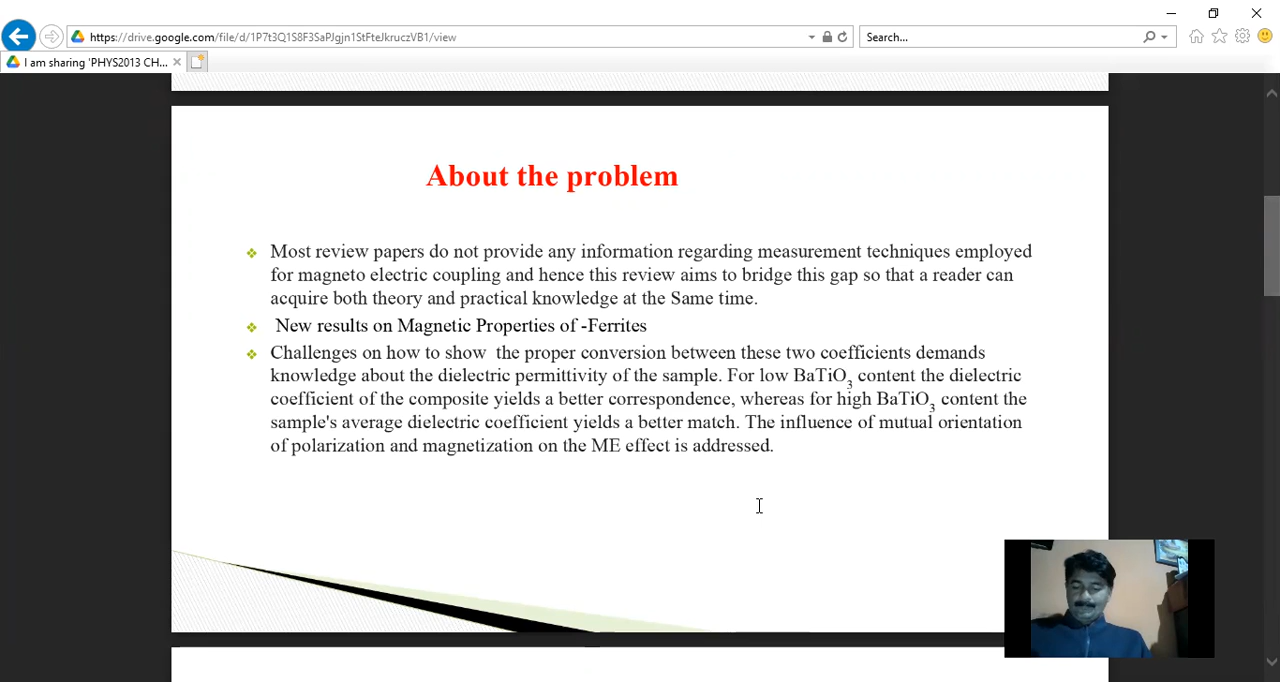 https://drive.google.com/file/d/1P7t3Q1S8F3SaPJgjn1StFteJkruczVB1/view
Search...
I am sharing 'PHYS2013 CH...
About the problem
Most review papers do not provide any information regarding measurement techniques employed
for magneto electric coupling and hence this review aims to bridge this gap so that a reader can
acquire both theory and practical knowledge at the Same time.
New results on Magnetic Properties of -Ferrites
Challenges on how to show the proper conversion between these two coefficients demands
knowledge about the dielectric permittivity of the sample. For low BaTiO3 content the dielectric
coefficient of the composite yields a better correspondence, whereas for high BaTiO3 content the
sample's average dielectric coefficient yields a better match. The influence of mutual orientation
of polarization and magnetization on the ME effect is addressed.